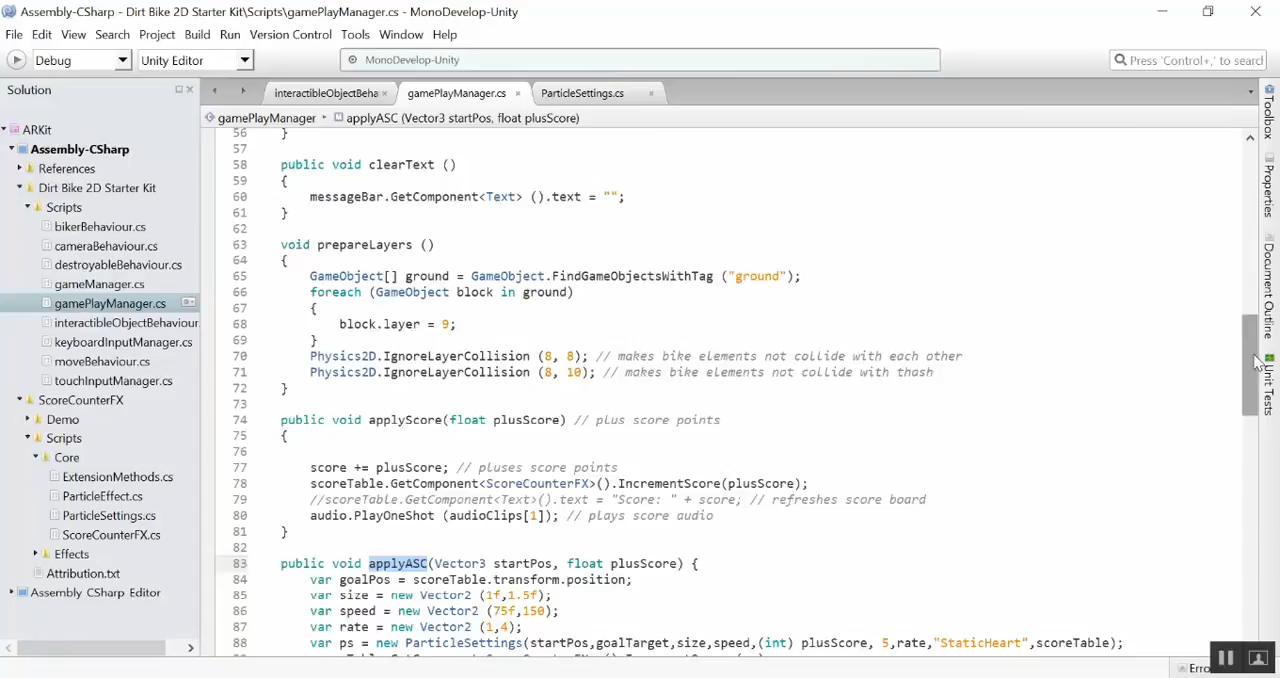 Assembly-CSharp - Dirt Bike 2D Starter Kit\Scripts\gamePlayManager.cs - MonoDevelop-Unity
File Edit View Search Project Build Run Version Control Tools Window Help
Debug Unity Editor MonoDevelop-Unity Press 'Control+,' to search
Solution
interactibleObjectBeha gamePlayManager.cs ParticleSettings.cs
gamePlayManager applyASC (Vector3 startPos, float plusScore)
ARKit
Assembly-CSharp
References
Dirt Bike 2D Starter Kit
Scripts
bikerBehaviour.cs
cameraBehaviour.cs
destroyableBehaviour.cs
gameManager.cs
gamePlayManager.cs
interactibleObjectBehaviour
keyboardInputManager.cs
moveBehaviour.cs
touchInputManager.cs
ScoreCounterFX
Demo
Scripts
Core
ExtensionMethods.cs
ParticleEffect.cs
ParticleSettings.cs
ScoreCounterFX.cs
Effects
Attribution.txt
Assembly CSharp Editor
56 }
57
58 public void clearText ()
59 {
60 messageBar.GetComponent<Text> ().text = "";
61 }
62
63 void prepareLayers ()
64 {
65 GameObject[] ground = GameObject.FindGameObjectsWithTag ("ground");
66 foreach (GameObject block in ground)
67 {
68 block.layer = 9;
69 }
70 Physics2D.IgnoreLayerCollision (8, 8); // makes bike elements not collide with each other
71 Physics2D.IgnoreLayerCollision (8, 10); // makes bike elements not collide with thash
72 }
73
74 public void applyScore(float plusScore) // plus score points
75 {
76
77 score += plusScore; // pluses score points
78 scoreTable.GetComponent<ScoreCounterFX>().IncrementScore(plusScore);
79 //scoreTable.GetComponent<Text>().text = "Score: " + score; // refreshes score board
80 audio.PlayOneShot (audioClips[1]); // plays score audio
81 }
82
83 public void applyASC(Vector3 startPos, float plusScore) {
84 var goalPos = scoreTable.transform.position;
85 var size = new Vector2 (1f,1.5f);
86 var speed = new Vector2 (75f,150);
87 var rate = new Vector2 (1,4);
88 var ps = new ParticleSettings(startPos,goalTarget,size,speed,(int) plusScore, 5,rate,"StaticHeart",scoreTable);
Toolbox
Properties
Document Outline
Unit Tests
Erro